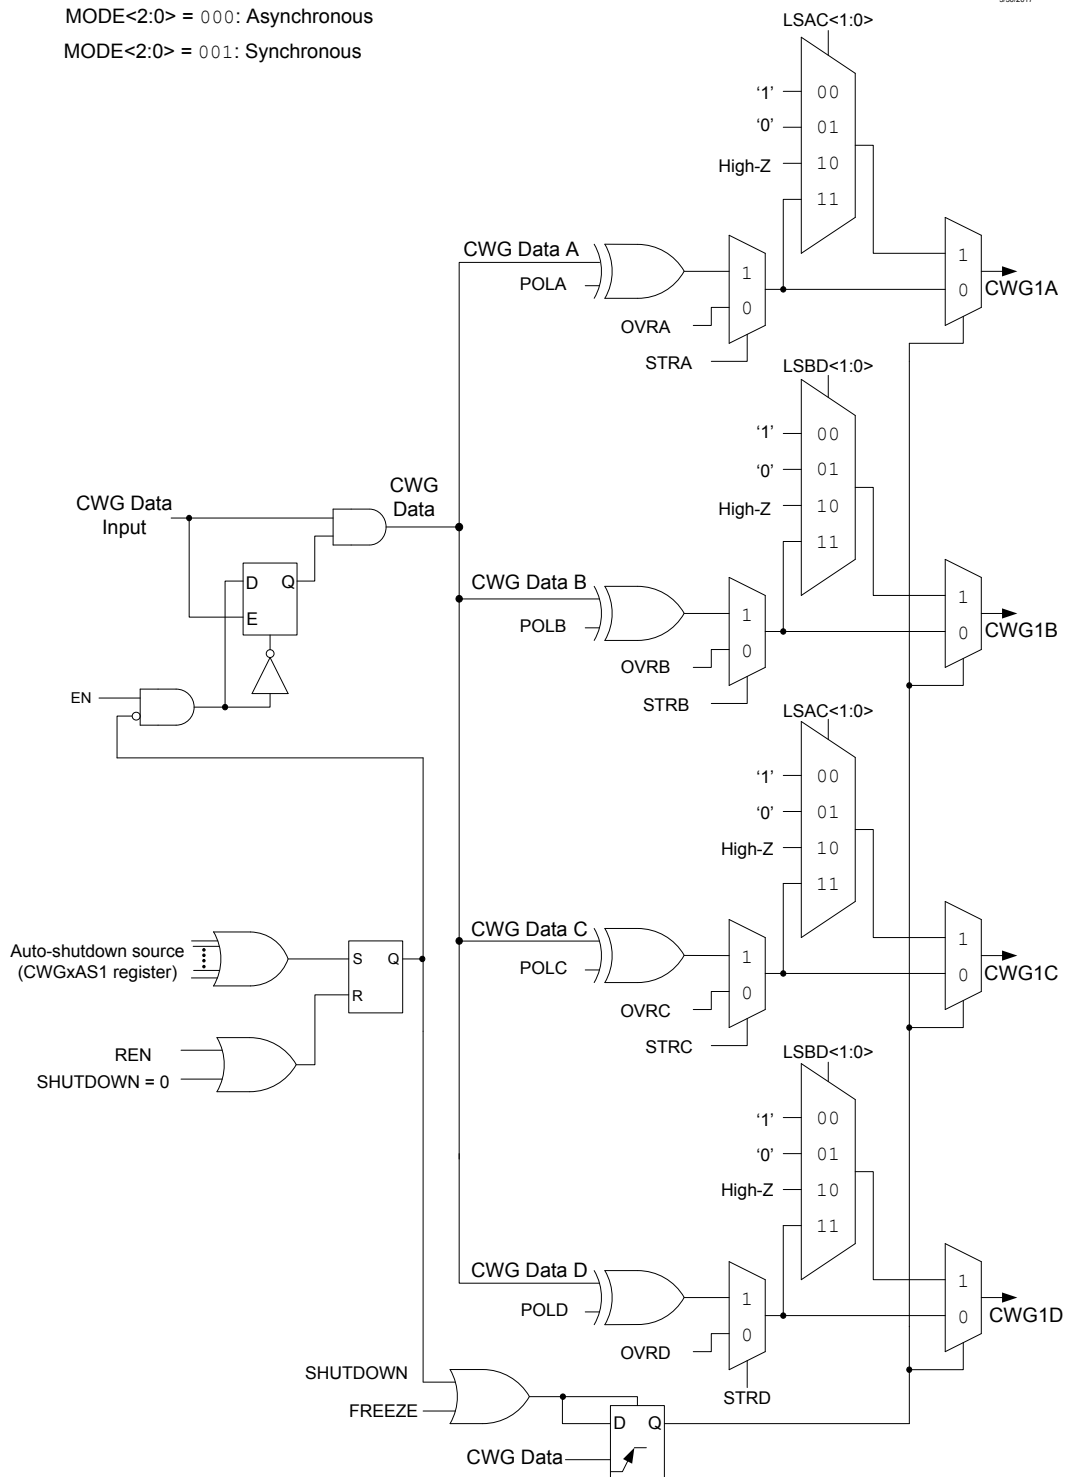 MODE<2:0> = 000: Asynchronous
MODE<2:0> = 001: Synchronous
LSAC<1:0>
'1'
00
'0'
01
High-Z
10
11
CWG Data A
POLA
1
0
OVRA
STRA
1
0
CWG1A
LSBD<1:0>
'1'
00
'0'
01
High-Z
10
11
CWG Data Input
CWG Data
D
Q
E
EN
CWG Data B
POLB
1
0
OVRB
STRB
1
0
CWG1B
LSAC<1:0>
'1'
00
'0'
01
High-Z
10
11
CWG Data C
POLC
1
0
OVRC
STRC
1
0
CWG1C
Auto-shutdown source
(CWGxAS1 register)
S
Q
R
REN
SHUTDOWN = 0
LSBD<1:0>
'1'
00
'0'
01
High-Z
10
11
CWG Data D
POLD
1
0
OVRD
STRD
1
0
CWG1D
SHUTDOWN
FREEZE
D
Q
CWG Data